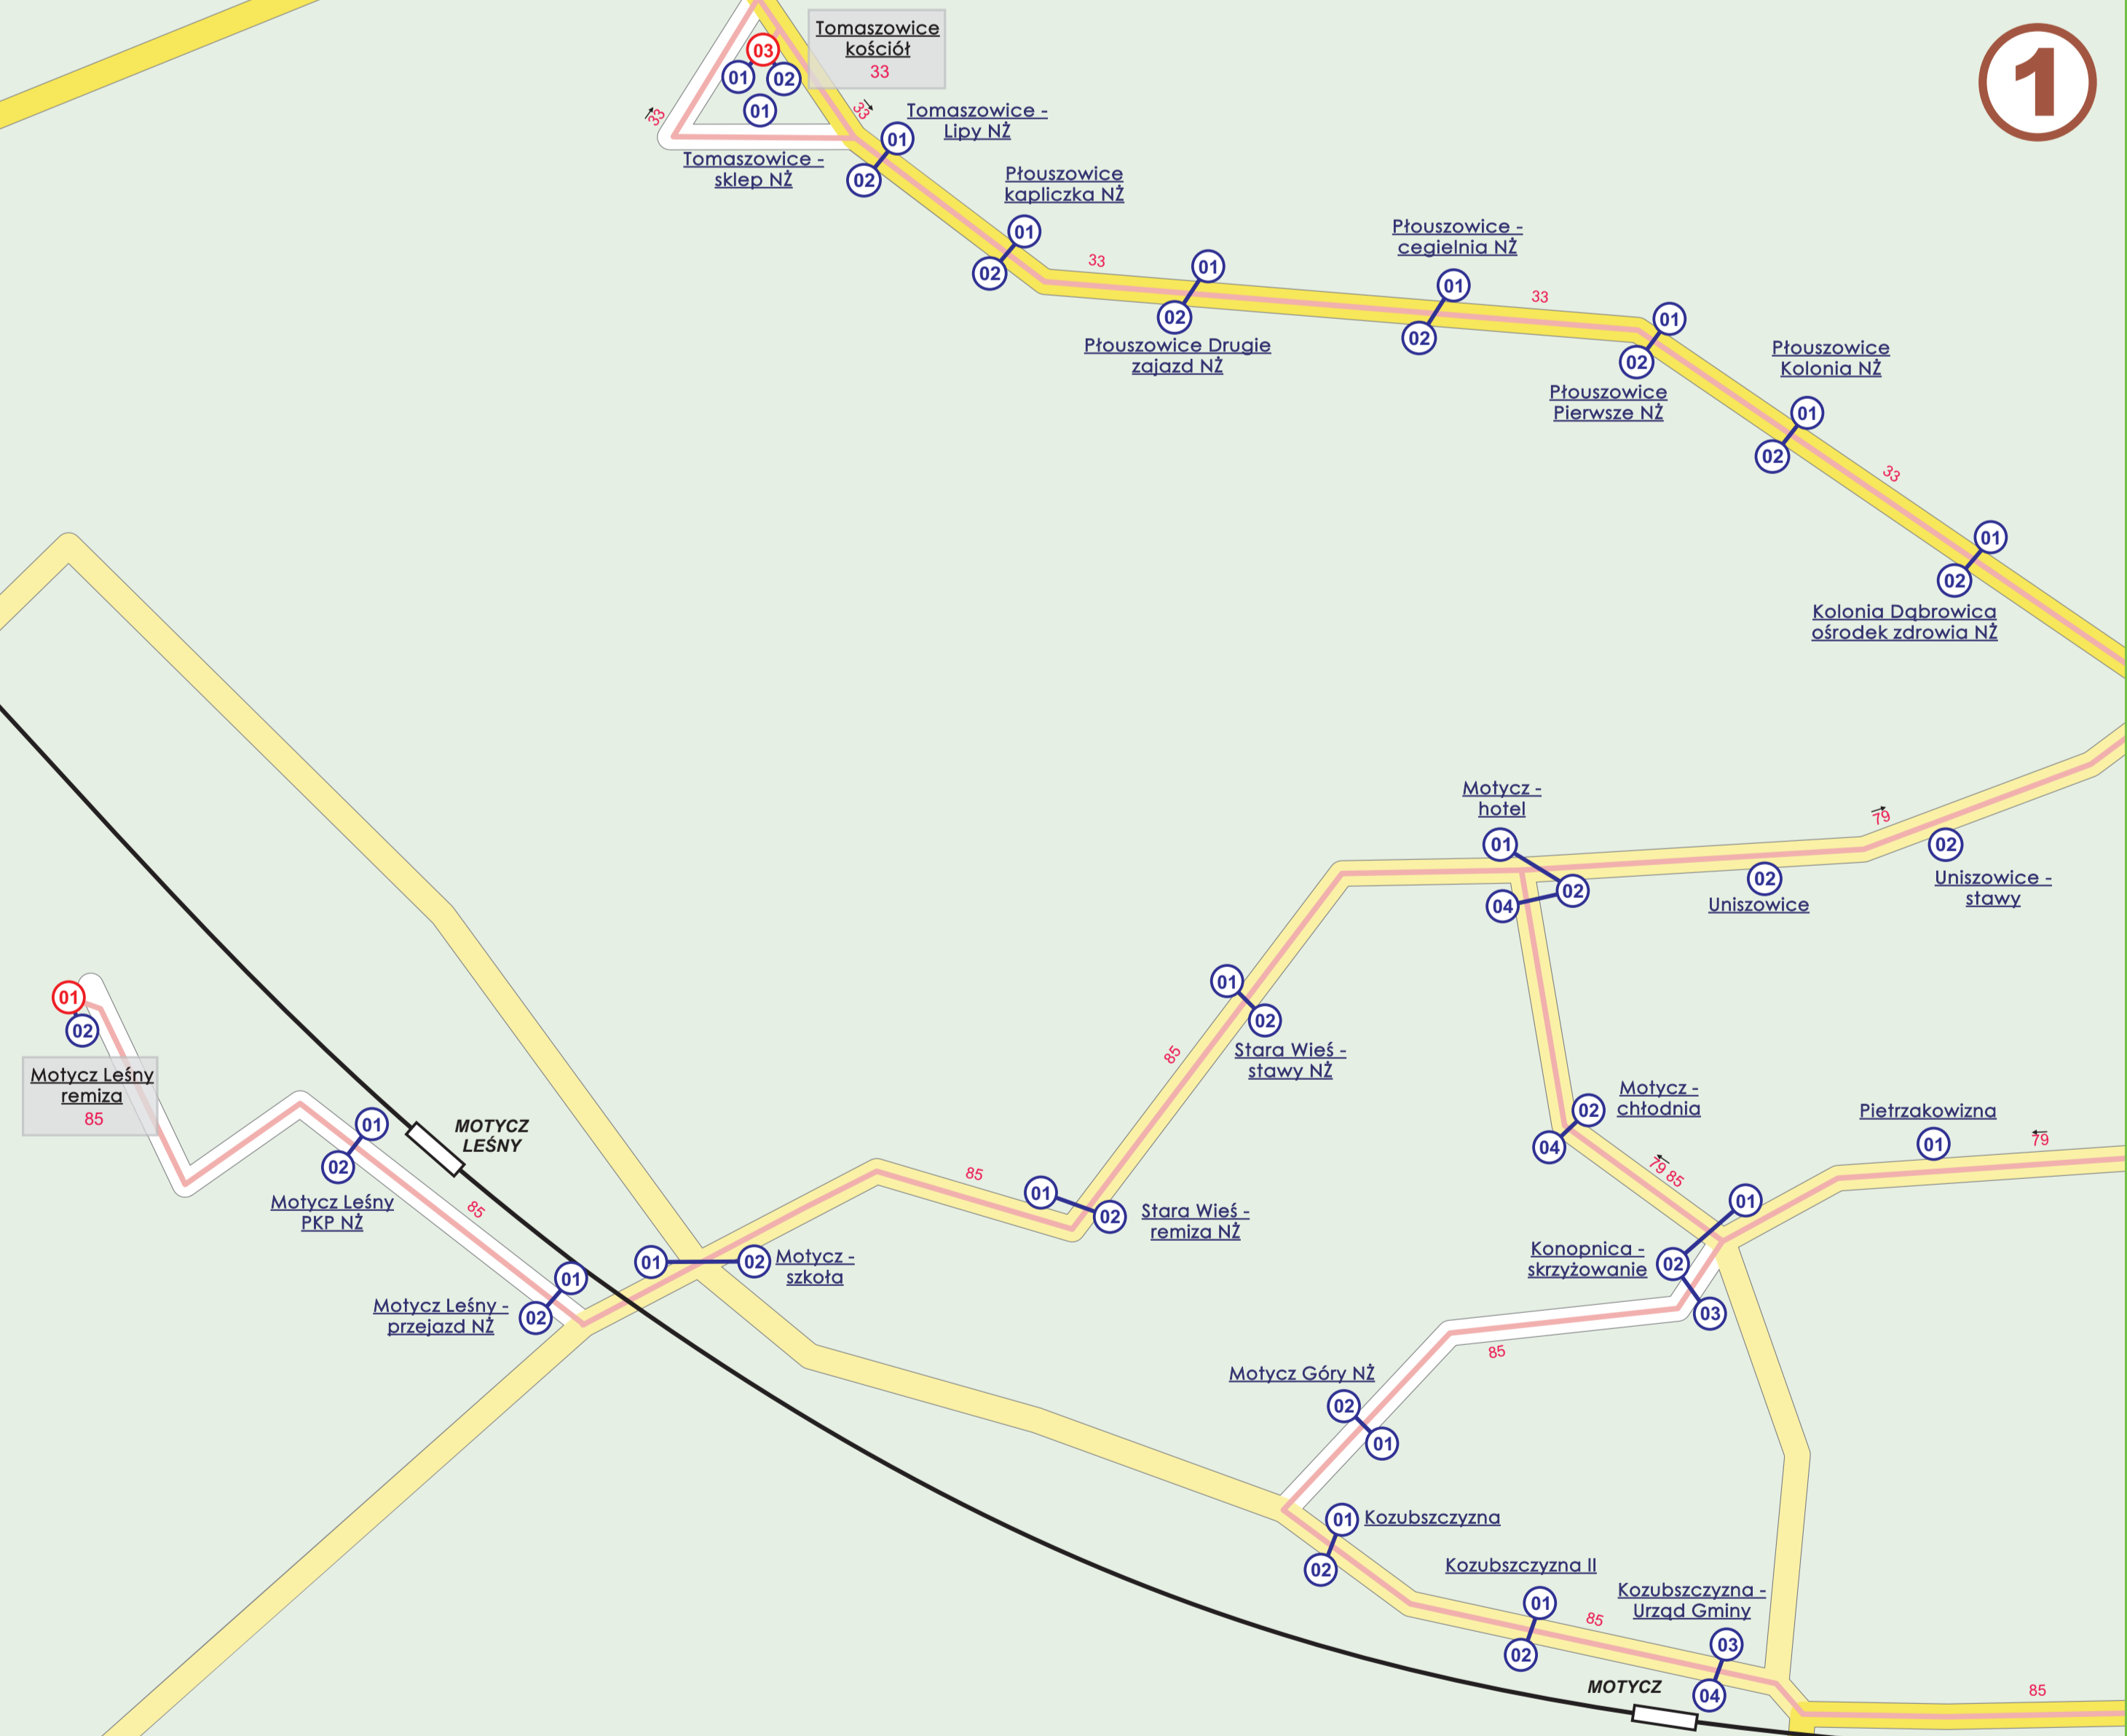 1
Tomaszowice
kościół
33
03
01
02
01
33
33
Tomaszowice -
sklep NŻ
Tomaszowice -
Lipy NŻ
01
02
Płouszowice
kapliczka NŻ
01
02
33
01
02
Płouszowice Drugie
zajazd NŻ
Płouszowice -
cegielnia NŻ
01
02
33
01
02
Płouszowice
Pierwsze NŻ
Płouszowice
Kolonia NŻ
01
02
33
01
02
Kolonia Dąbrowica
ośrodek zdrowia NŻ
Motycz -
hotel
01
02
04
02
Uniszowice
79
02
Uniszowice -
stawy
01
02
Stara Wieś -
stawy NŻ
85
01
02
Motycz Leśny
remiza
85
01
02
Motycz Leśny
PKP NŻ
MOTYCZ
LEŚNY
85
01
02
Motycz Leśny -
przejazd NŻ
01
02
Motycz -
szkoła
85
01
02
Stara Wieś -
remiza NŻ
02
04
Motycz -
chłodnia
79 85
Pietrzakowizna
01
79
01
02
03
Konopnica -
skrzyżowanie
85
Motycz Góry NŻ
02
01
01
02
Kozubszczyzna
Kozubszczyzna II
01
02
85
Kozubszczyzna -
Urząd Gminy
03
04
MOTYCZ
85